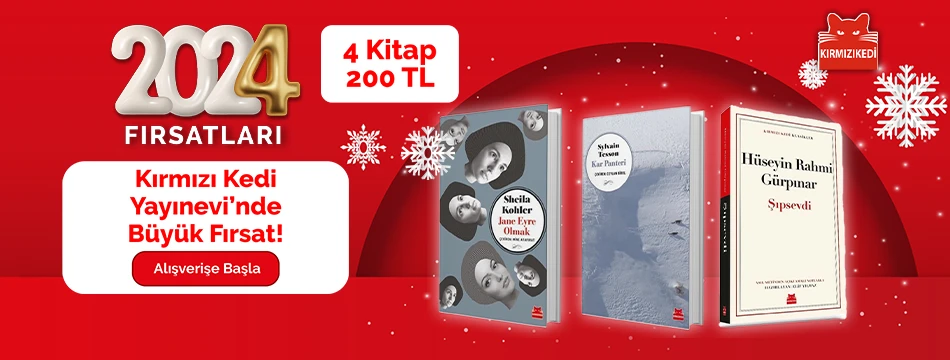 2024
FIRSATLARI
4 Kitap
200 TL
KIRMIZIKEDİ
Kırmızı Kedi
Yayınevi’nde
Büyük Fırsat!
Alışverişe Başla
Sheila
Kohler
Jane Eyre
Olmak
Sylvain
Tesson
Kar Panteri
Hüseyin Rahmi
Gürpınar
Şıpsevdi